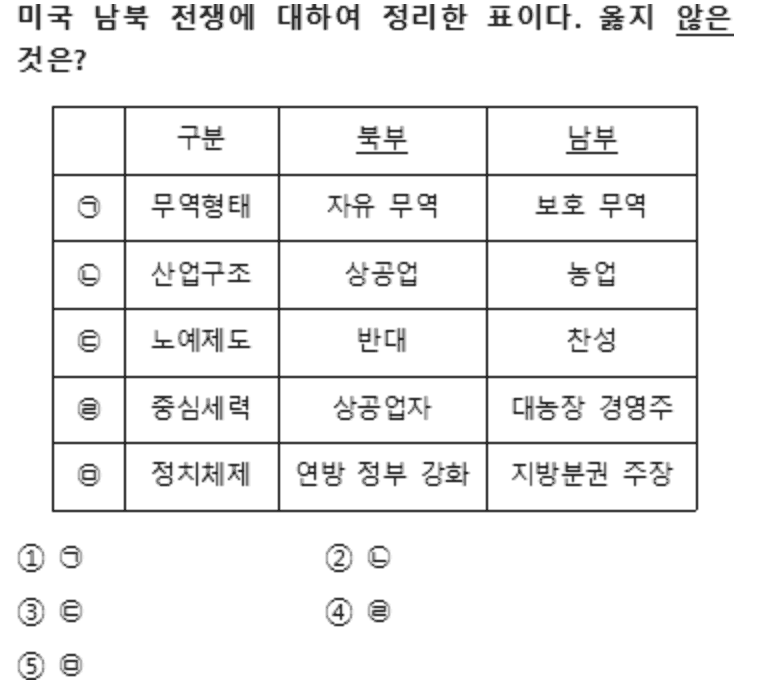 미국 남북 전쟁에 대하여 정리한 표이다. 옳지 않은
것은?
구분 북부 남부
㉠ 무역형태 자유 무역 보호 무역
㉡ 산업구조 상공업 농업
㉢ 노예제도 반대 찬성
㉣ 중심세력 상공업자 대농장 경영주
㉤ 정치체제 연방 정부 강화 지방분권 주장
① ㉠ ② ㉡
③ ㉢ ④ ㉣
⑤ ㉤